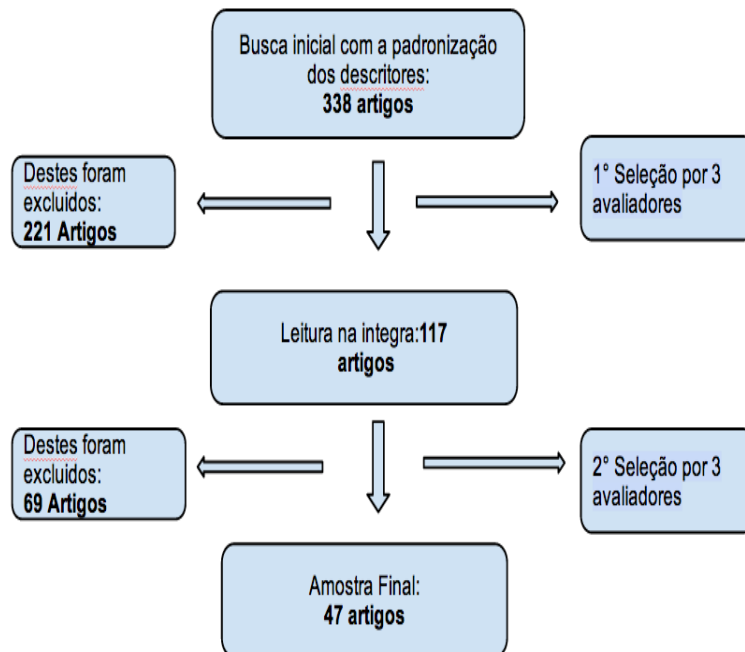 Busca inicial com a padronização
dos descritores:
338 artigos
Destes foram
excluidos:
221 Artigos
1° Seleção por 3
avaliadores
Leitura na integra:117
artigos
Destes foram
excluidos:
69 Artigos
2° Seleção por 3
avaliadores
Amostra Final:
47 artigos